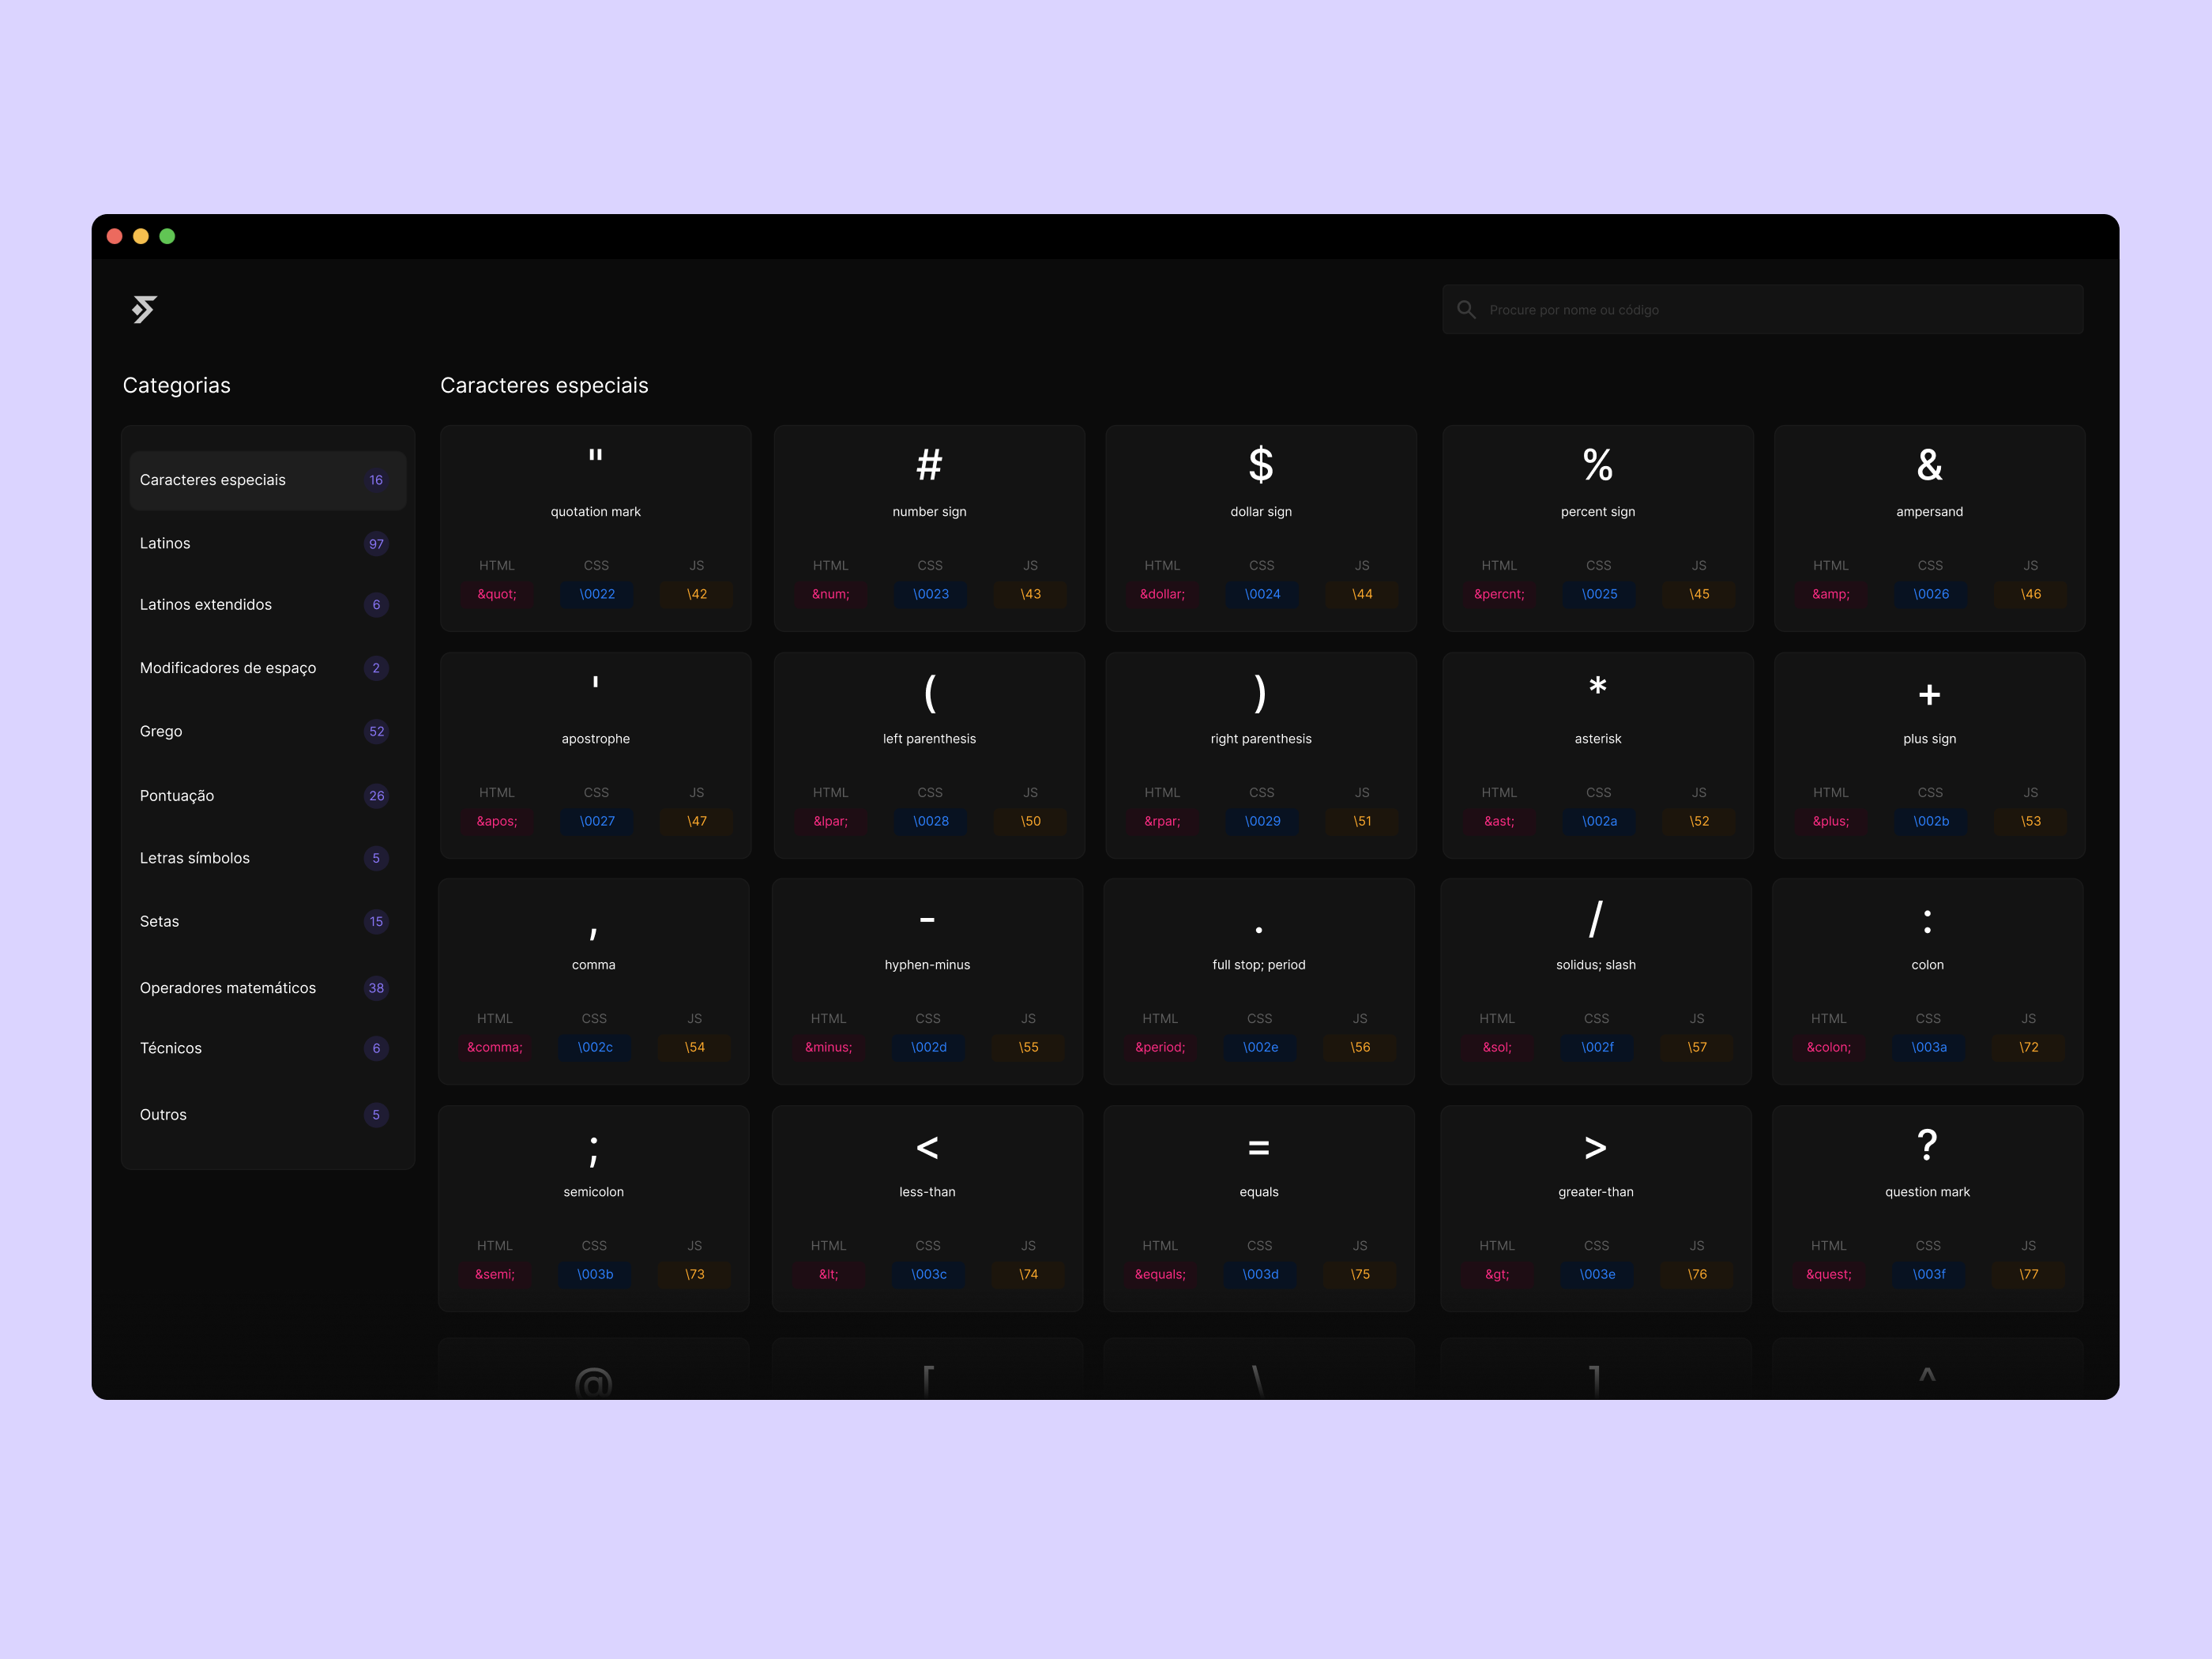 Procure por nome ou código
Categorias
Caracteres especiais 16
Latinos 97
Latinos extendidos 6
Modificadores de espaço 2
Grego 52
Pontuação 26
Letras símbolos 5
Setas 15
Operadores matemáticos 38
Técnicos 6
Outros 5
Caracteres especiais
" # $ % &
quotation mark number sign dollar sign percent sign ampersand
HTML CSS JS HTML CSS JS HTML CSS JS HTML CSS JS HTML CSS JS
&quot; \0022 \42 &num; \0023 \43 &dollar; \0024 \44 &percnt; \0025 \45 &amp; \0026 \46
' ( ) * +
apostrophe left parenthesis right parenthesis asterisk plus sign
HTML CSS JS HTML CSS JS HTML CSS JS HTML CSS JS HTML CSS JS
&apos; \0027 \47 &lpar; \0028 \50 &rpar; \0029 \51 &ast; \002a \52 &plus; \002b \53
, - . / :
comma hyphen-minus full stop; period solidus; slash colon
HTML CSS JS HTML CSS JS HTML CSS JS HTML CSS JS HTML CSS JS
&comma; \002c \54 &minus; \002d \55 &period; \002e \56 &sol; \002f \57 &colon; \003a \72
; < = > ?
semicolon less-than equals greater-than question mark
HTML CSS JS HTML CSS JS HTML CSS JS HTML CSS JS HTML CSS JS
&semi; \003b \73 &lt; \003c \74 &equals; \003d \75 &gt; \003e \76 &quest; \003f \77
@ [ \ ] ^